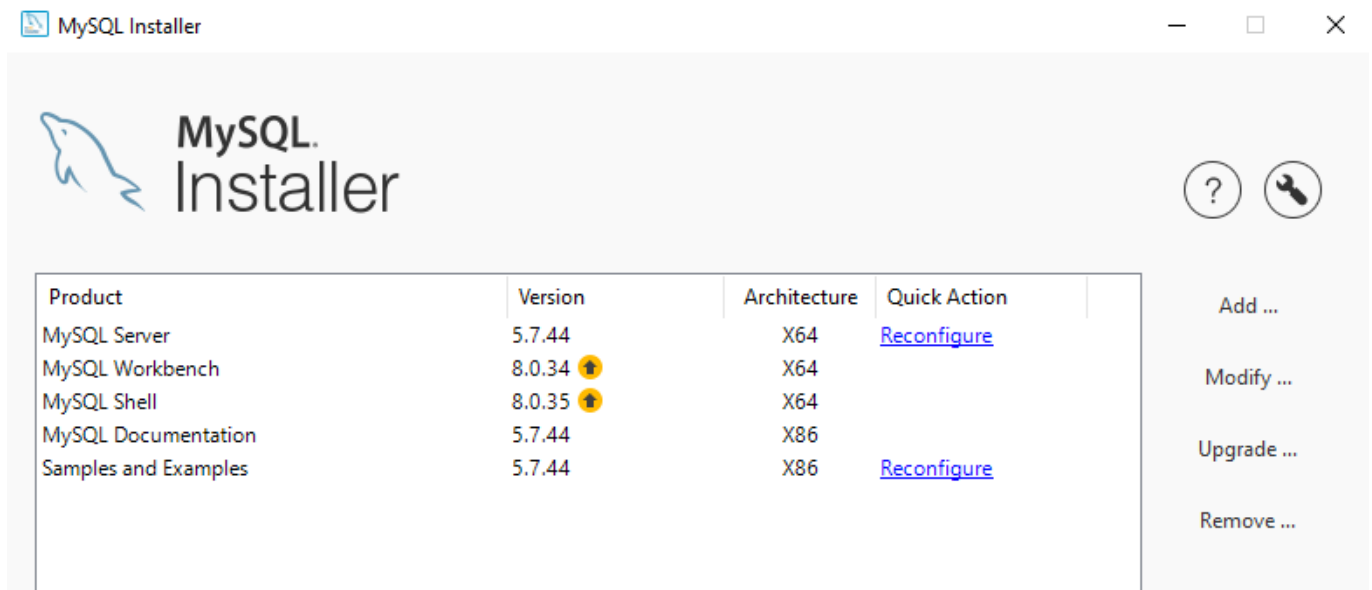 MySQL Installer
MySQL.
Installer
?
Product Version Architecture Quick Action
MySQL Server 5.7.44 X64 Reconfigure
MySQL Workbench 8.0.34 X64
MySQL Shell 8.0.35 X64
MySQL Documentation 5.7.44 X86
Samples and Examples 5.7.44 X86 Reconfigure
Add ...
Modify ...
Upgrade ...
Remove ...